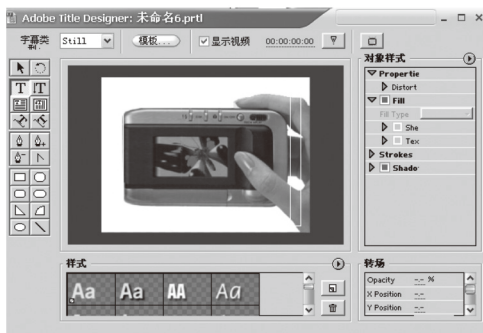 Adobe Title Designer: 未命名6.prtl
字幕类
Still
模板...
显示视频
00:00:00:00
对象样式
Propertie
Distort
Fill
Fill Type
She
Tex
Strokes
Shado
样式
Aa Aa AA Aa
转场
Opacity -.- %
X Position -.-
Y Position -.-